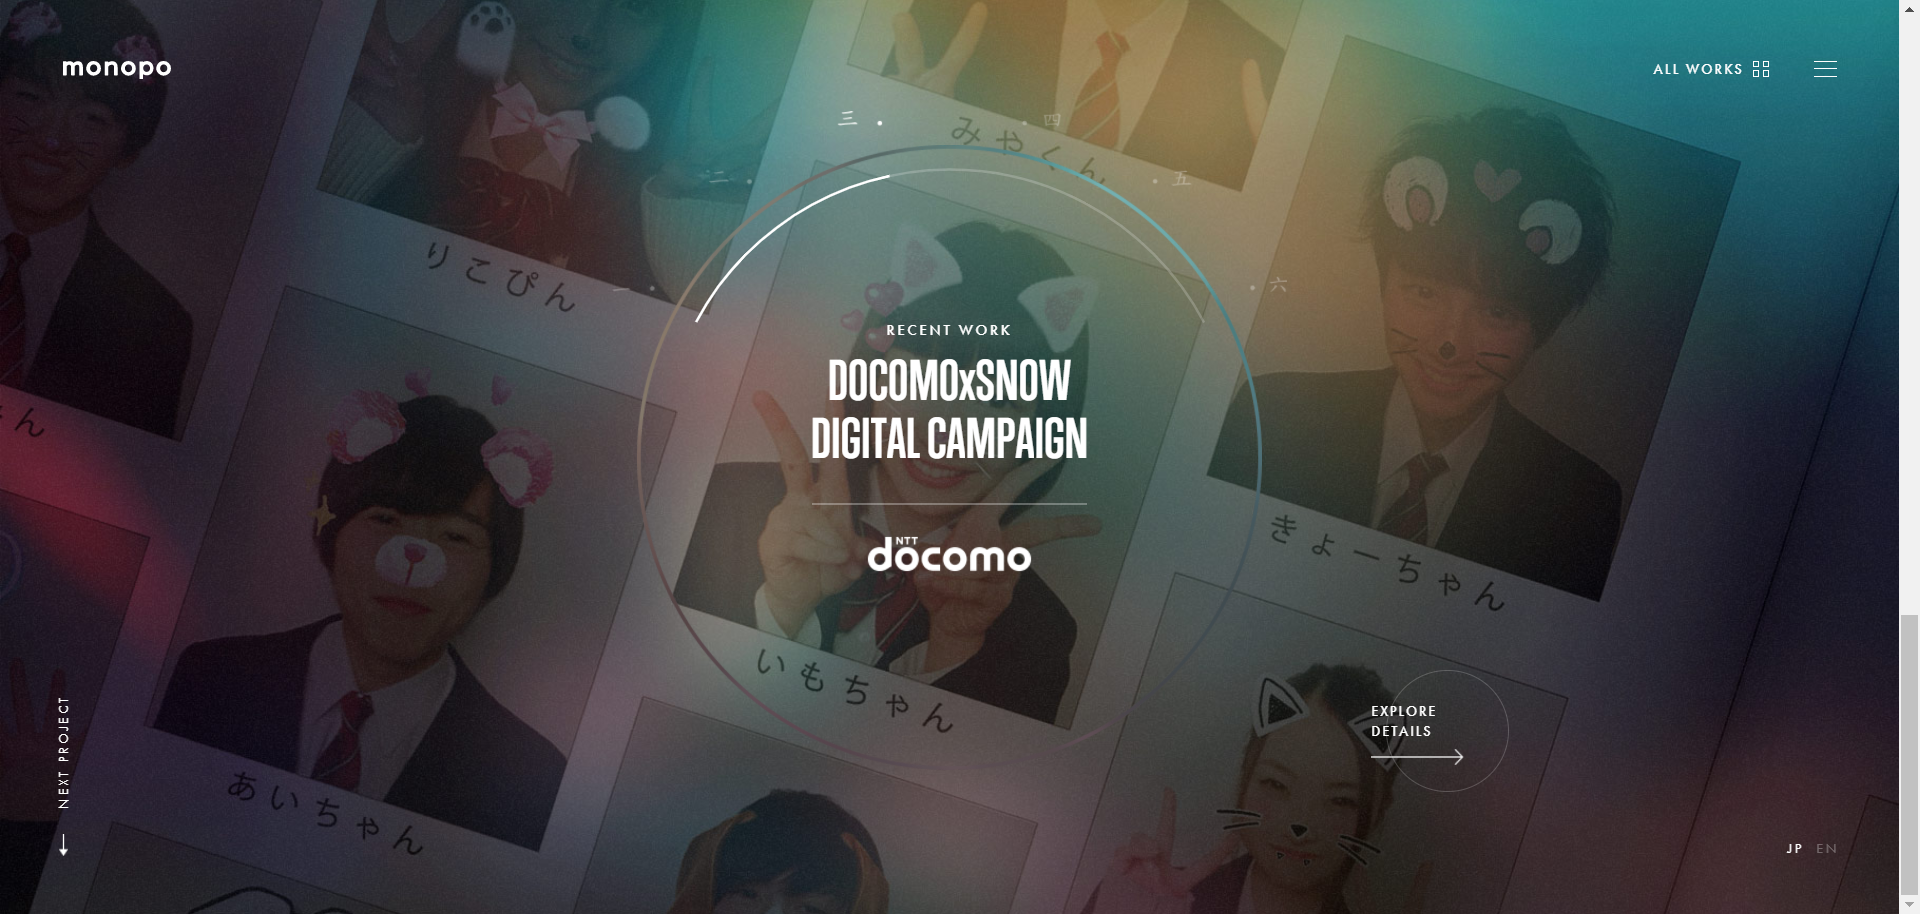 monopo
ALL WORKS
三
四
みやくん
二
五
りこぴん
一
六
RECENT WORK
DOCOMOxSNOW
DIGITAL CAMPAIGN
ん
きょーちゃん
NTT
docomo
いもちゃん
NEXT PROJECT
EXPLORE
DETAILS
あいちゃん
JP EN